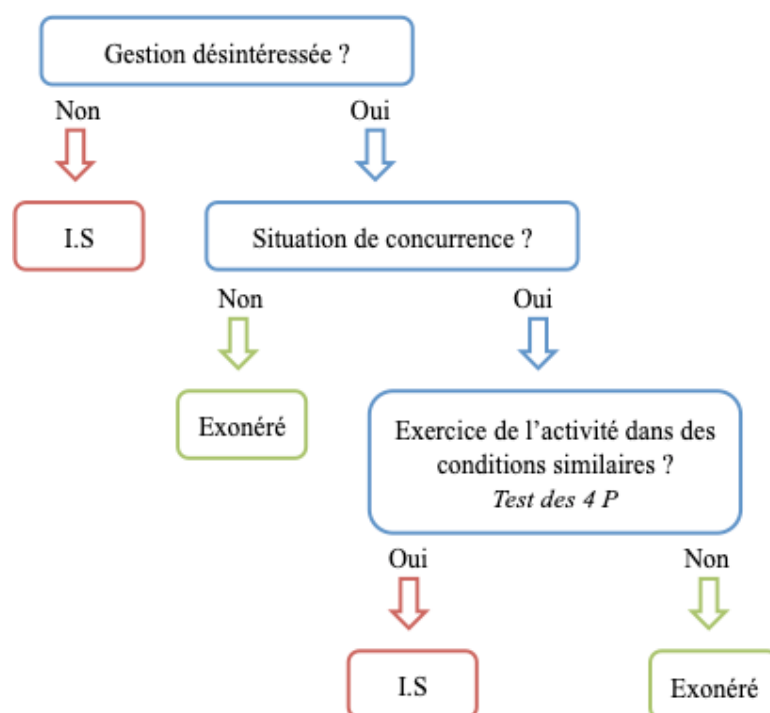 Gestion désintéressée ?
Non
Oui
I.S
Situation de concurrence ?
Non
Oui
Exonéré
Exercice de l’activité dans des
conditions similaires ?
Test des 4 P
Oui
Non
I.S
Exonéré